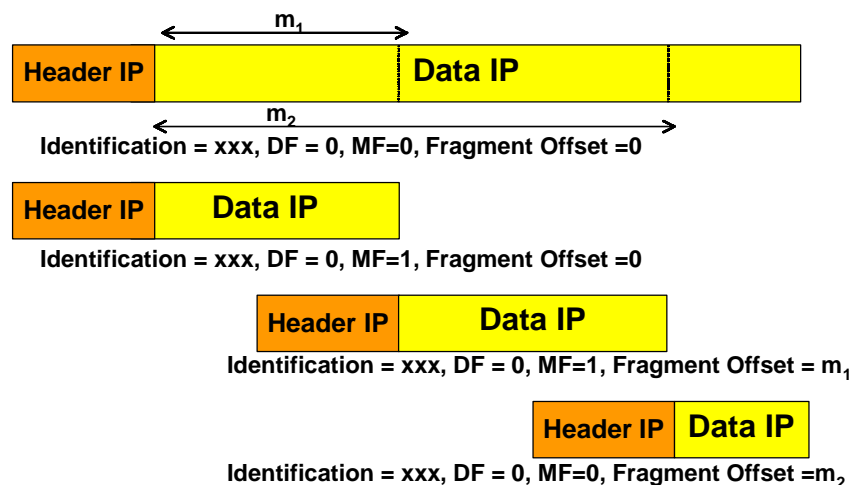 m₁
Header IP Data IP
m₂
Identification = xxx, DF = 0, MF=0, Fragment Offset =0
Header IP Data IP
Identification = xxx, DF = 0, MF=1, Fragment Offset =0
Header IP Data IP
Identification = xxx, DF = 0, MF=1, Fragment Offset = m₁
Header IP Data IP
Identification = xxx, DF = 0, MF=0, Fragment Offset =m₂